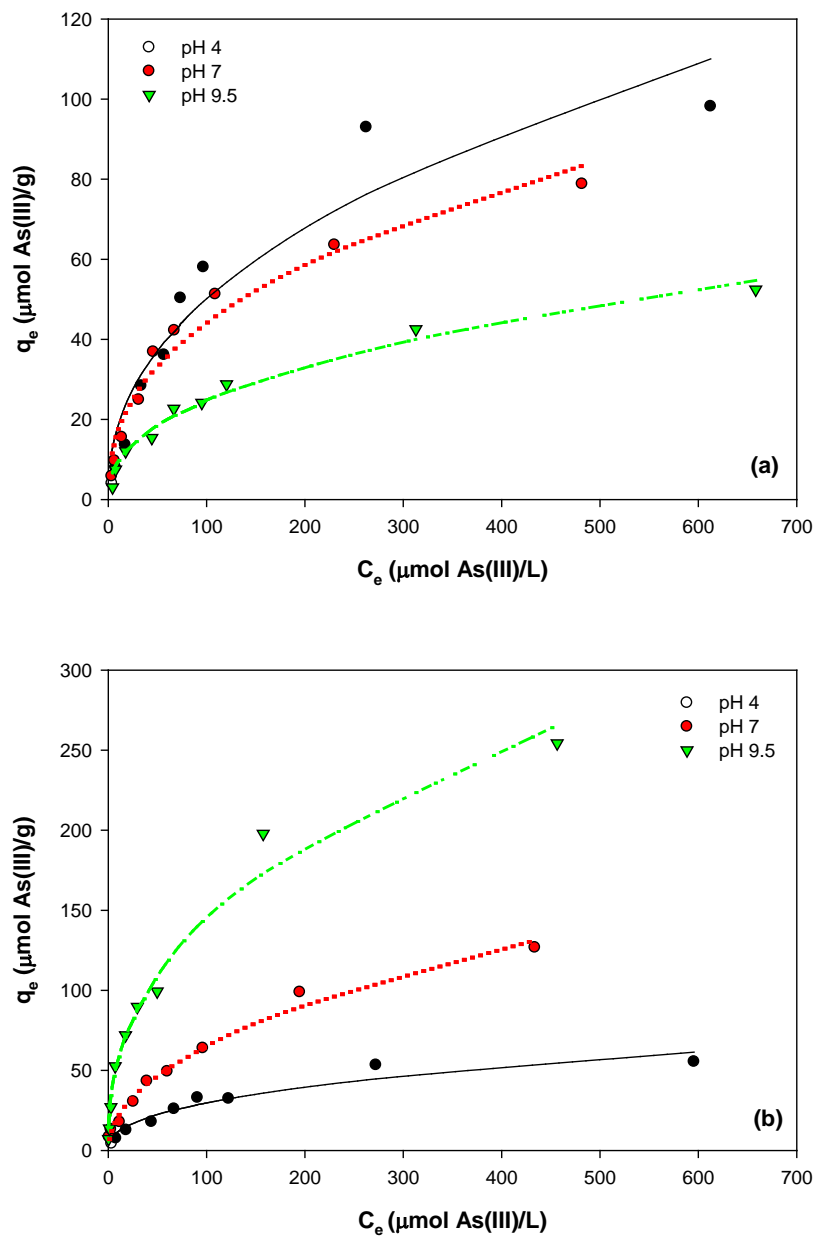 120
100
80
60
40
20
0
qe (μmol As(III)/g)
pH 4
pH 7
pH 9.5
(a)
0 100 200 300 400 500 600 700
Ce (μmol As(III)/L)
300
250
200
150
100
50
0
qe (μmol As(III)/g)
pH 4
pH 7
pH 9.5
(b)
0 100 200 300 400 500 600 700
Ce (μmol As(III)/L)